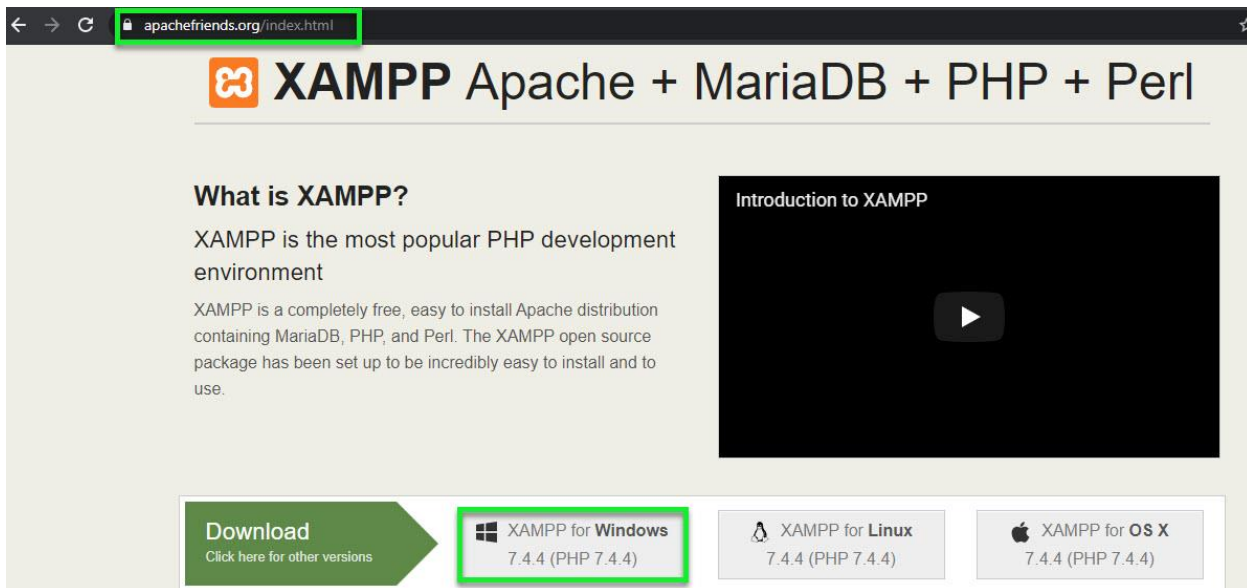 apachefriends.org/index.html
XAMPP Apache + MariaDB + PHP + Perl
What is XAMPP?
XAMPP is the most popular PHP development
environment
XAMPP is a completely free, easy to install Apache distribution
containing MariaDB, PHP, and Perl. The XAMPP open source
package has been set up to be incredibly easy to install and to
use.
Introduction to XAMPP
Download
Click here for other versions
XAMPP for Windows
7.4.4 (PHP 7.4.4)
XAMPP for Linux
7.4.4 (PHP 7.4.4)
XAMPP for OS X
7.4.4 (PHP 7.4.4)